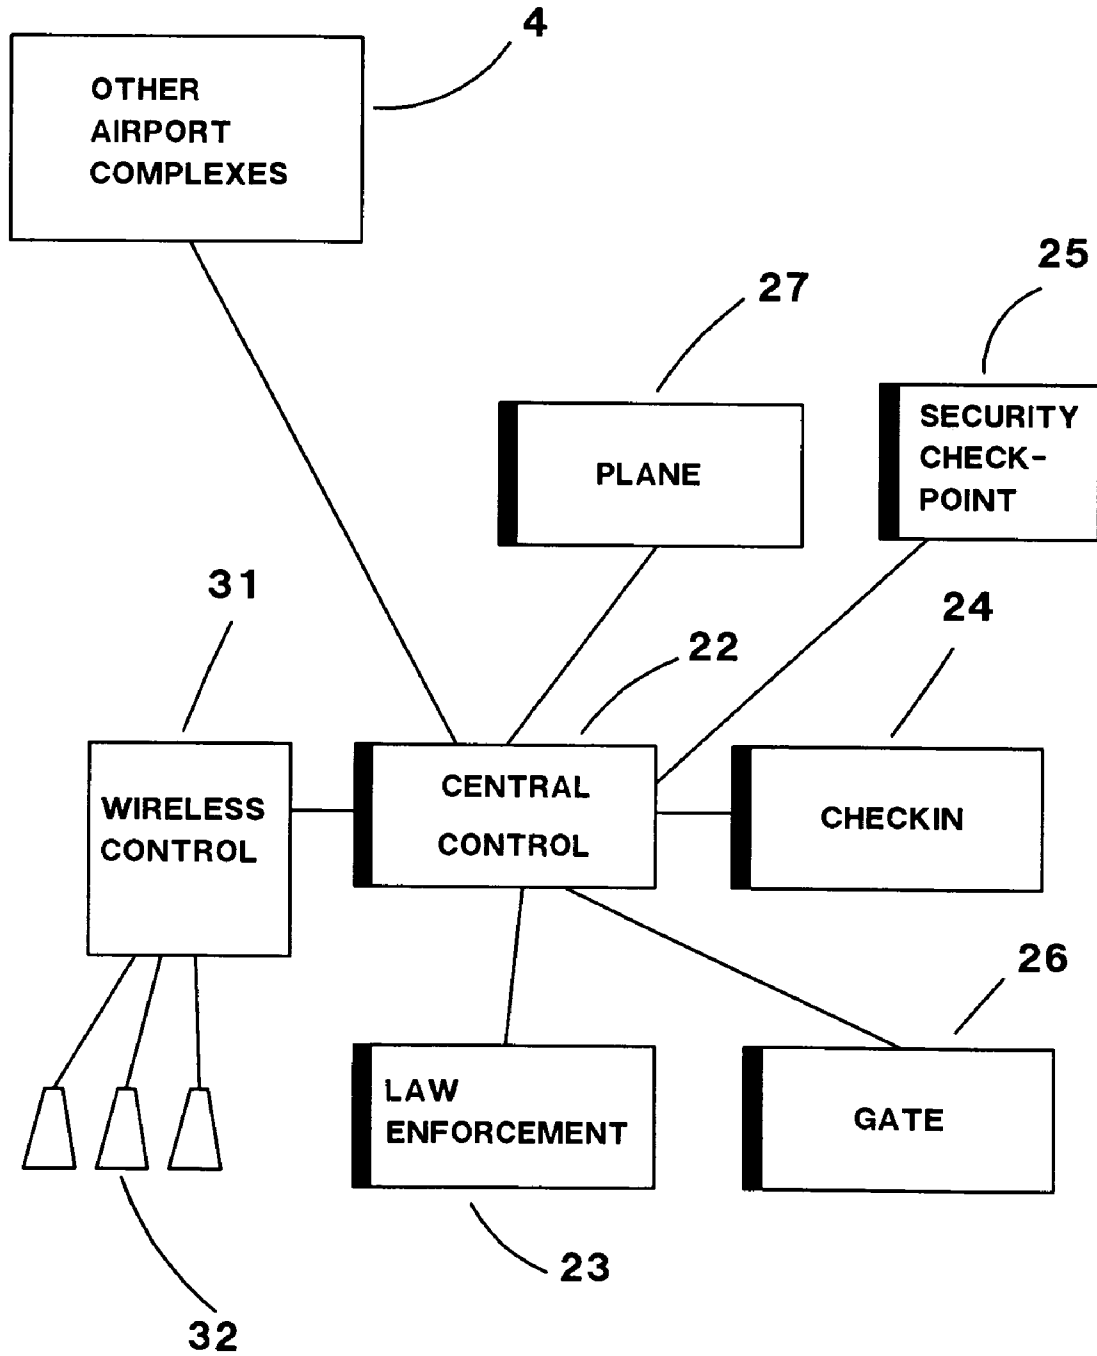 4
OTHER
AIRPORT
COMPLEXES
25
27
SECURITY
CHECK-
POINT
PLANE
31
24
22
WIRELESS
CONTROL
CENTRAL
CONTROL
CHECKIN
26
LAW
ENFORCEMENT
GATE
23
32